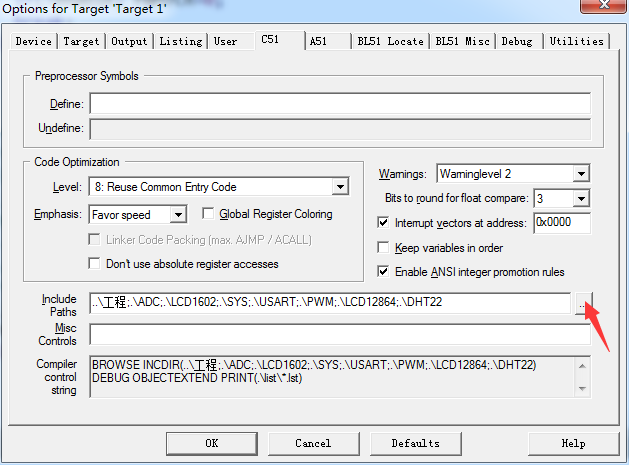 Options for Target 'Target 1'
Device Target Output Listing User C51 A51 BL51 Locate BL51 Misc Debug Utilities
Preprocessor Symbols
Define:
Undefine:
Code Optimization
Level: 8: Reuse Common Entry Code
Emphasis: Favor speed Global Register Coloring
Linker Code Packing (max. AJMP / ACALL)
Don't use absolute register accesses
Warnings: Warninglevel 2
Bits to round for float compare: 3
Interrupt vectors at address: 0x0000
Keep variables in order
Enable ANSI integer promotion rules
Include Paths ..\工程;.\ADC;.\LCD1602;.\SYS;.\USART;.\PWM;.\LCD12864;.\DHT22
Misc Controls
Compiler control string
BROWSE INCDIR(..\工程;.\ADC;.\LCD1602;.\SYS;.\USART;.\PWM;.\LCD12864;.\DHT22)
DEBUG OBJECTEXTEND PRINT(.\list\*.lst)
OK Cancel Defaults Help